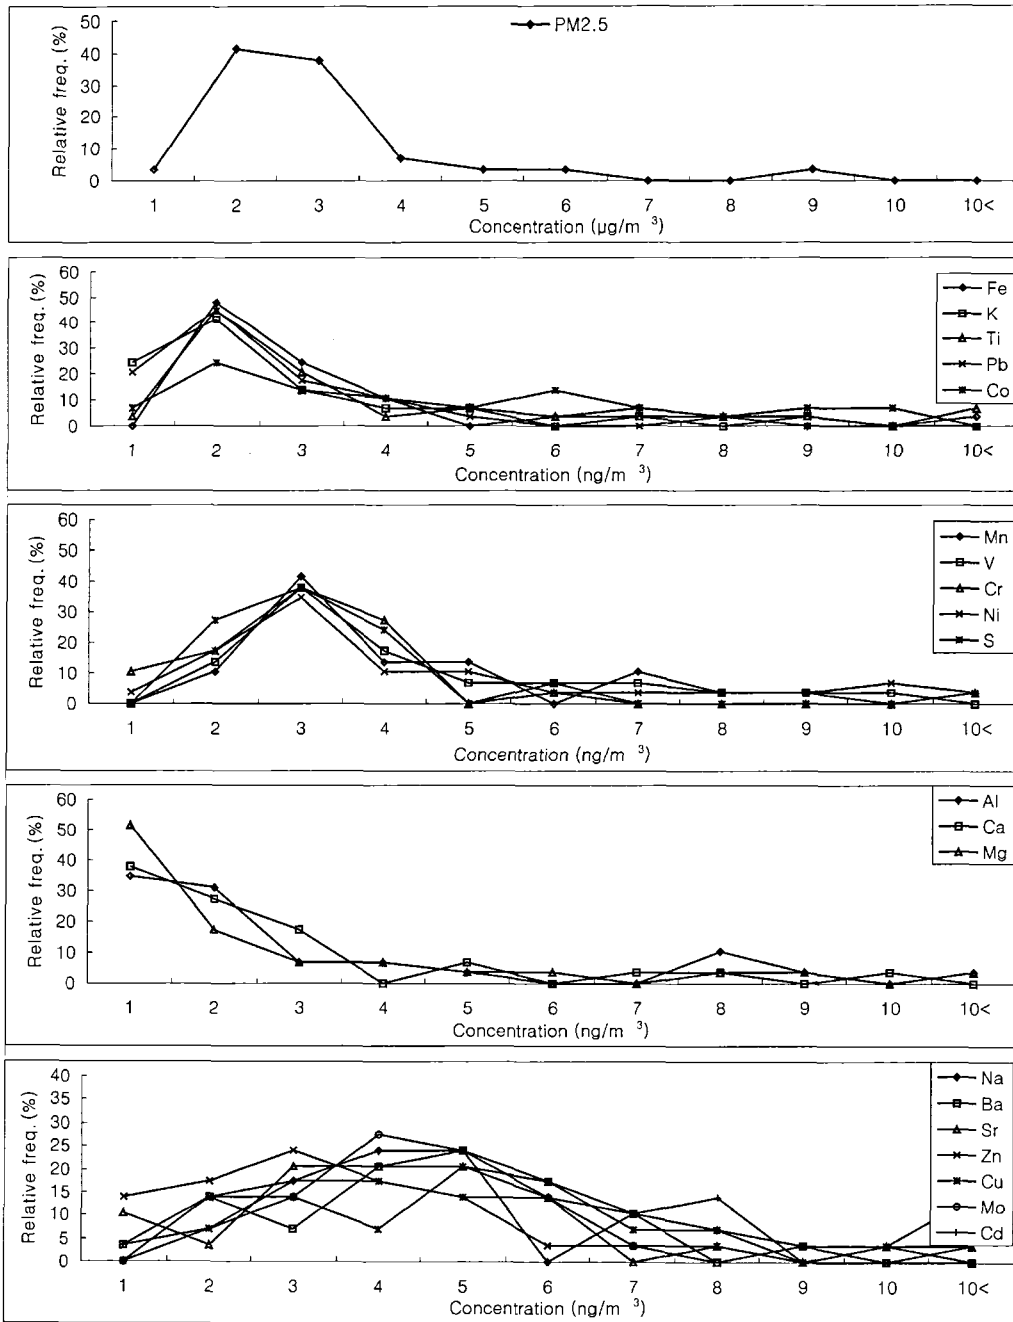 PM2.5
Relative freq. (%)
50
40
30
20
10
0
1 2 3 4 5 6 7 8 9 10 10<
Concentration (μg/m ³)
Relative freq. (%)
60
50
40
30
20
10
0
Fe
K
Ti
Pb
Co
1 2 3 4 5 6 7 8 9 10 10<
Concentration (ng/m ³)
Relative freq. (%)
60
50
40
30
20
10
0
Mn
V
Cr
Ni
S
1 2 3 4 5 6 7 8 9 10 10<
Concentration (ng/m ³)
Relative freq. (%)
60
50
40
30
20
10
0
Al
Ca
Mg
1 2 3 4 5 6 7 8 9 10 10<
Concentration (ng/m ³)
Relative freq. (%)
40
35
30
25
20
15
10
5
0
Na
Ba
Sr
Zn
Cu
Mo
Cd
1 2 3 4 5 6 7 8 9 10 10<
Concentration (ng/m ³)